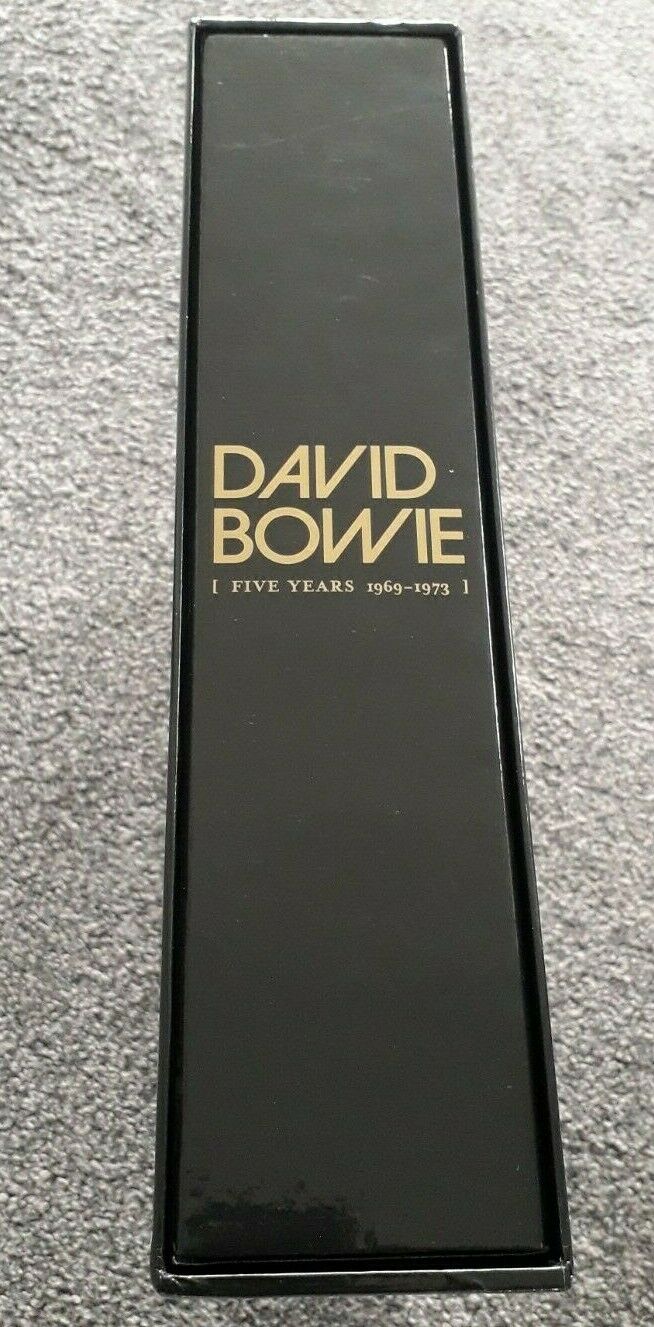 DAVID
BOWIE
[ FIVE YEARS 1969–1973 ]